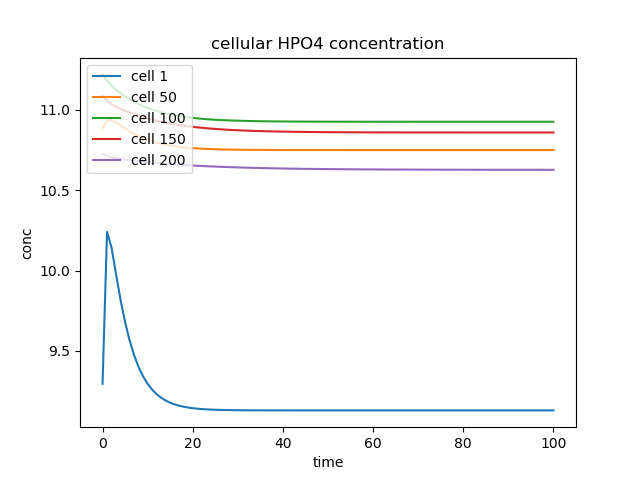 cellular HPO4 concentration
cell 1
cell 50
cell 100
cell 150
cell 200
conc
11.0
10.5
10.0
9.5
0 20 40 60 80 100
time